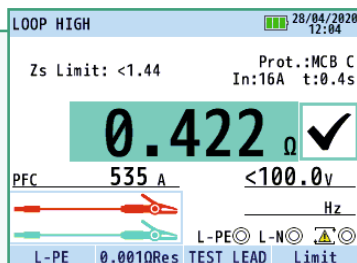 LOOP HIGH 28/04/2020
12:04
Zs Limit: <1.44 Prot.:MCB C
In:16A t:0.4s
0.422 Ω
PFC 535 A <100.0V
Hz
L-PE L-N
L-PE 0.001ΩRes TEST LEAD Limit